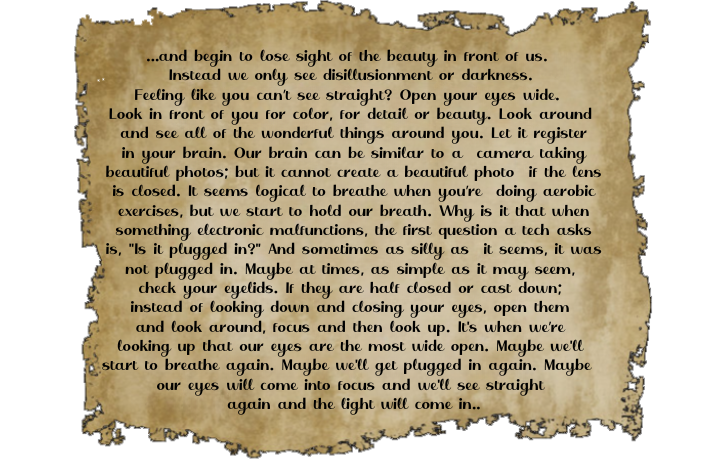 ...and begin to lose sight of the beauty in front of us.
Instead we only see disillusionment or darkness.
Feeling like you can't see straight? Open your eyes wide.
Look in front of you for color, for detail or beauty. Look around
and see all of the wonderful things around you. Let it register
in your brain. Our brain can be similar to a camera taking
beautiful photos; but it cannot create a beautiful photo if the lens
is closed. It seems logical to breathe when you're doing aerobic
exercises, but we start to hold our breath. Why is it that when
something electronic malfunctions, the first question a tech asks
is, "Is it plugged in?" And sometimes as silly as it seems, it was
not plugged in. Maybe at times, as simple as it may seem,
check your eyelids. If they are half closed or cast down;
instead of looking down and closing your eyes, open them
and look around, focus and then look up. It's when we're
looking up that our eyes are the most wide open. Maybe we'll
start to breathe again. Maybe we'll get plugged in again. Maybe
our eyes will come into focus and we'll see straight
again and the light will come in..